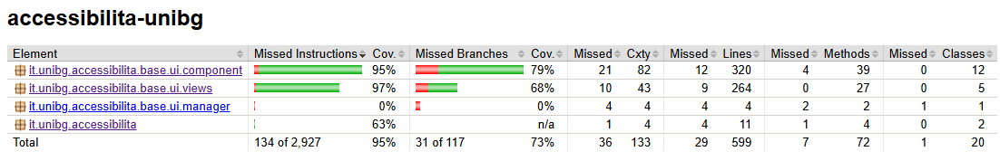 accessibilita-unibg
Element Missed Instructions Cov. Missed Branches Cov. Missed Cxty Missed Lines Missed Methods Missed Classes
it.unibg.accessibilita.base.ui.component 95% 79% 21 82 12 320 4 39 0 12
it.unibg.accessibilita.base.ui.views 97% 68% 10 43 9 264 0 27 0 5
it.unibg.accessibilita.base.ui.manager 0% 0% 4 4 4 4 2 2 1 1
it.unibg.accessibilita 63% n/a 1 4 4 11 1 4 0 2
Total 134 of 2,927 95% 31 of 117 73% 36 133 29 599 7 72 1 20